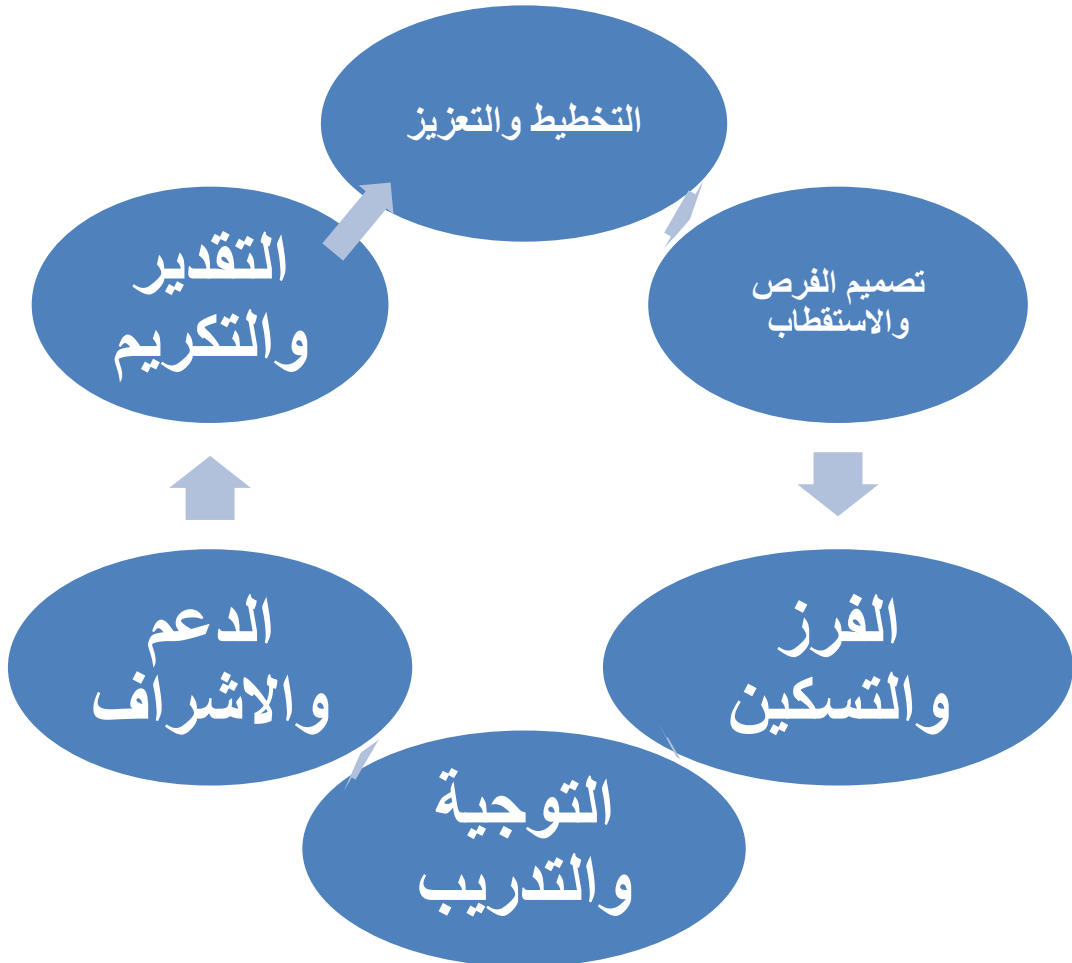 التخطيط والتعزيز
تصميم الفرص
والاستقطاب
الفرز
والتسكين
التوجية
والتدريب
الدعم
والاشراف
التقدير
والتكريم